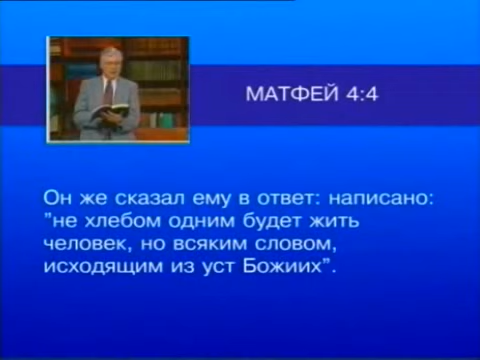 МАТФЕЙ 4:4
Он же сказал ему в ответ: написано:
”не хлебом одним будет жить
человек, но всяким словом,
исходящим из уст Божиих”.